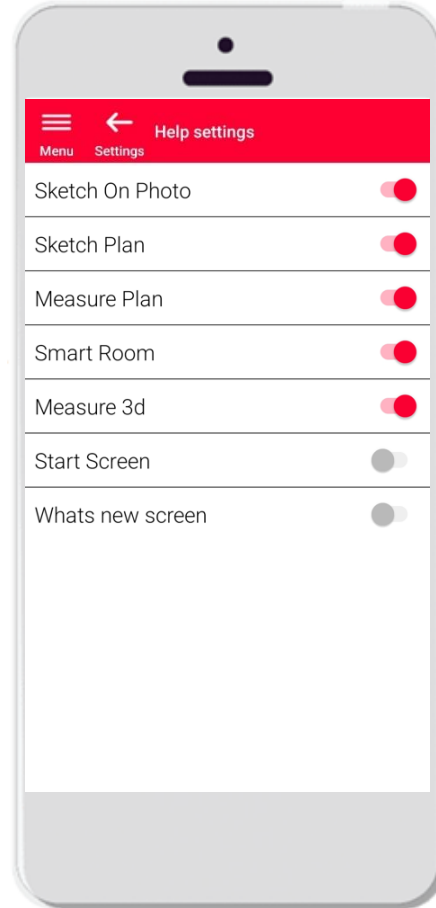 Help settings
Menu Settings
Sketch On Photo
Sketch Plan
Measure Plan
Smart Room
Measure 3d
Start Screen
Whats new screen